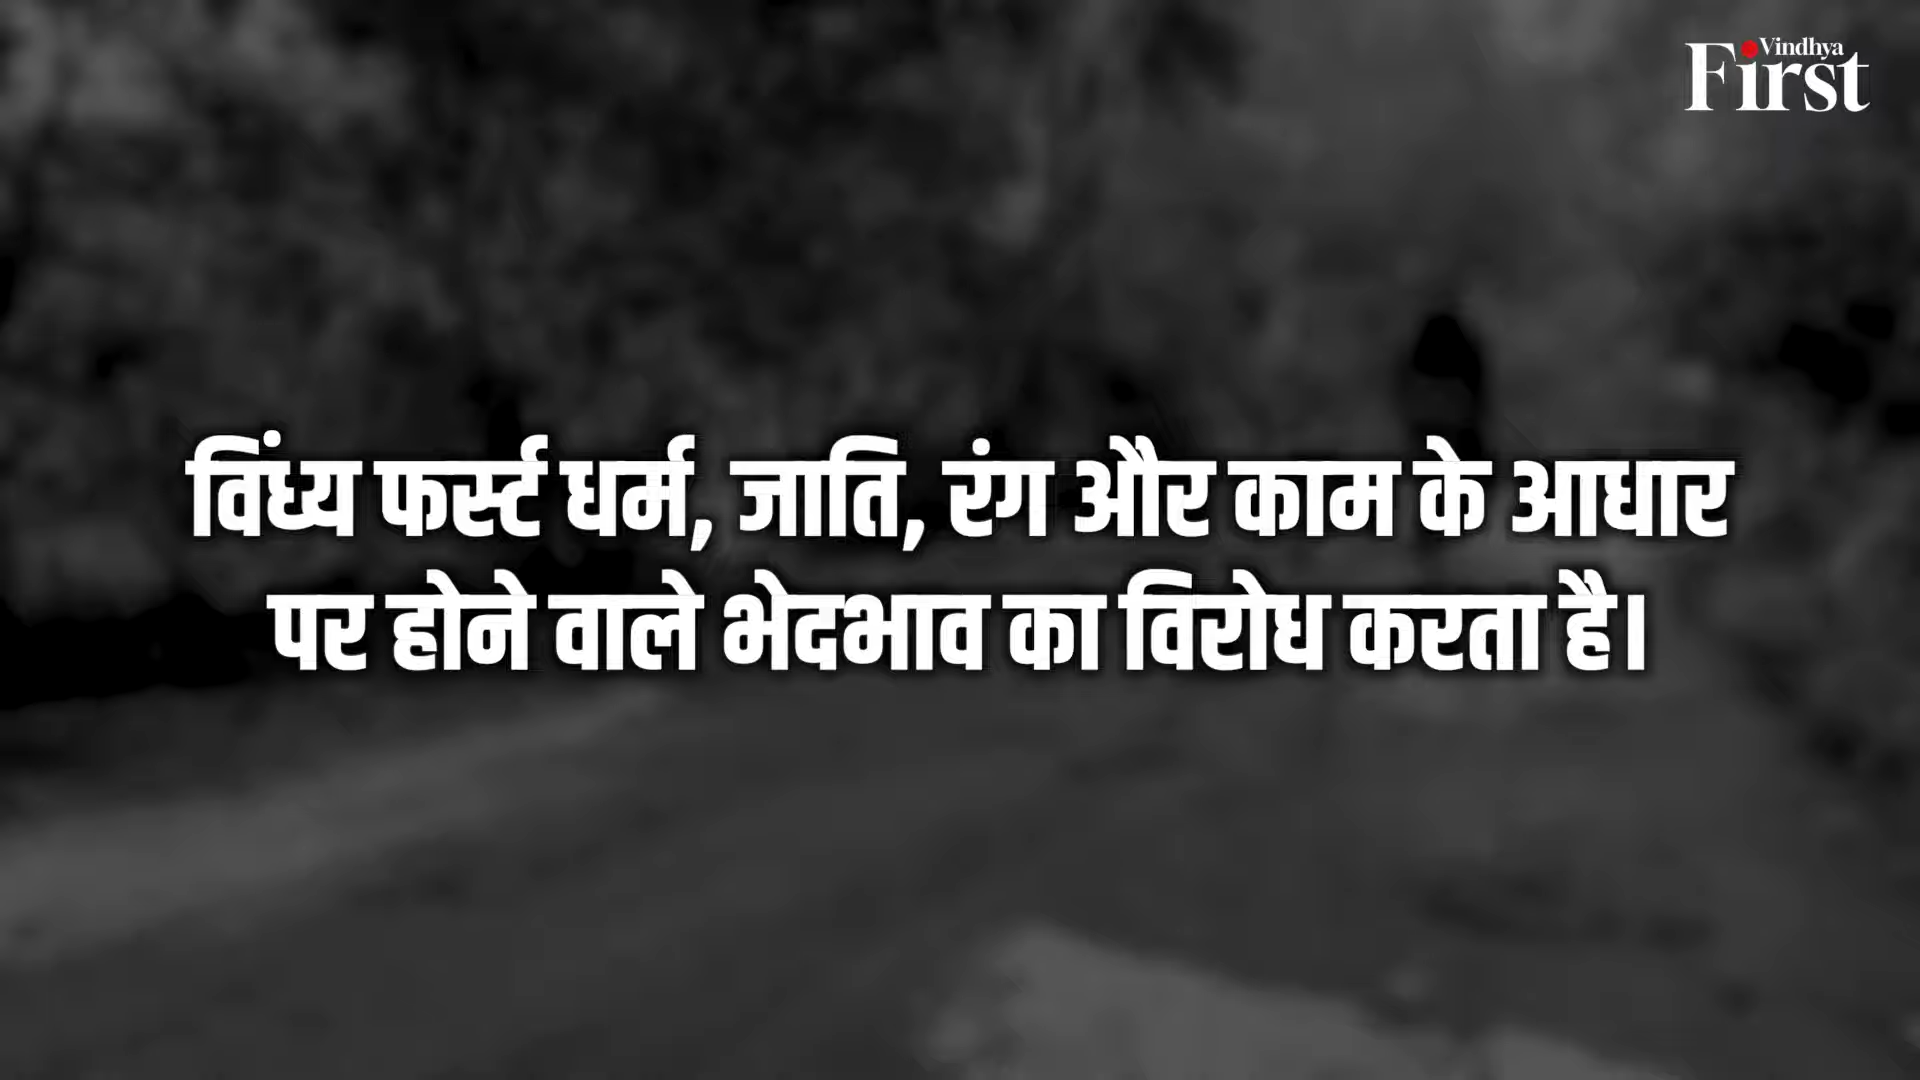 Vindhya
First
विंध्य फर्स्ट धर्म, जाति, रंग और काम के आधार
पर होने वाले भेदभाव का विरोध करता है।